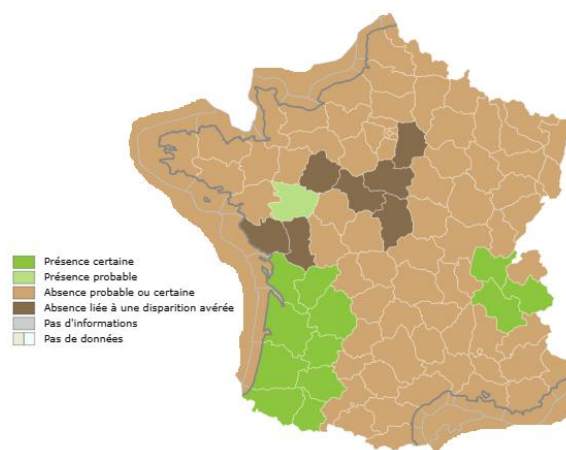 Présence certaine
Présence probable
Absence probable ou certaine
Absence liée à une disparition avérée
Pas d'informations
Pas de données